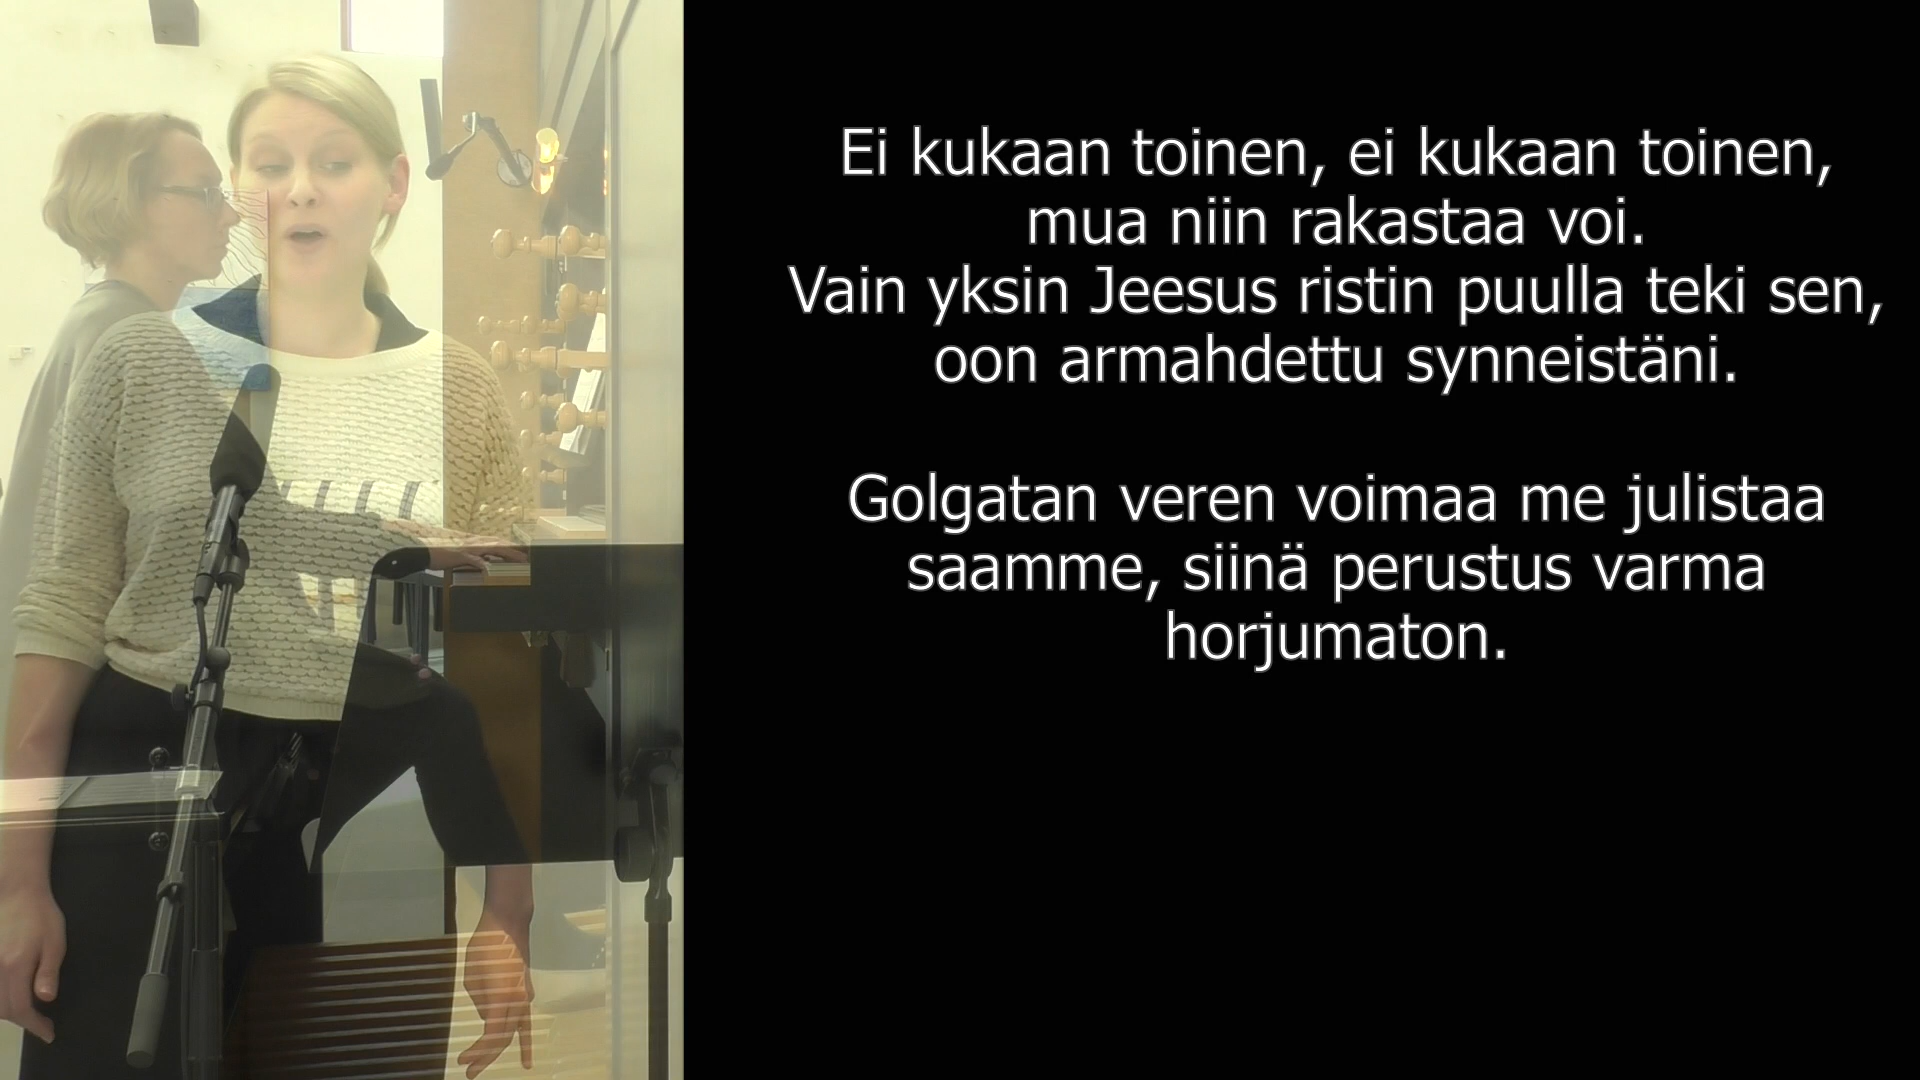 Ei kukaan toinen, ei kukaan toinen,
mua niin rakastaa voi.
Vain yksin Jeesus ristin puulla teki sen,
oon armahdettu synneistäni.
Golgatan veren voimaa me julistaa
saamme, siinä perustus varma
horjumaton.